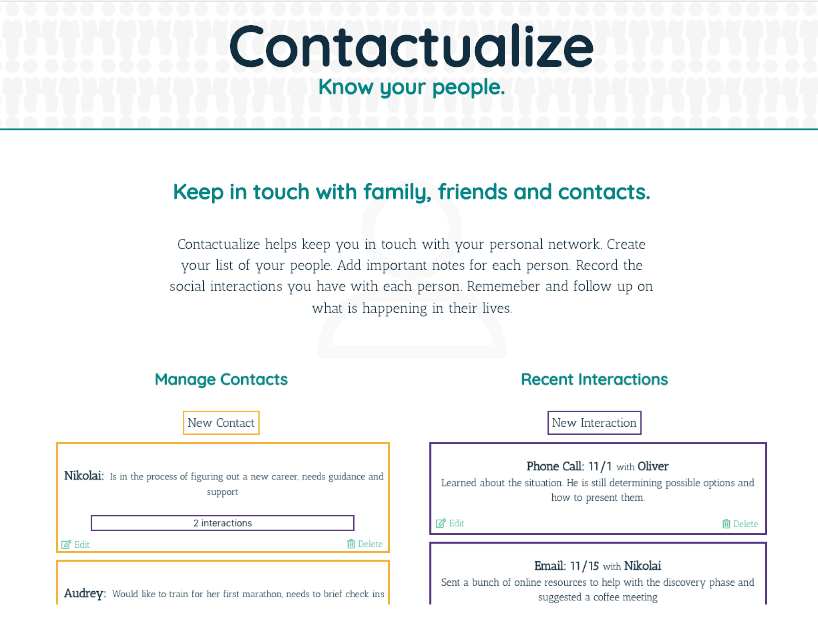 Contactualize
Know your people.
Keep in touch with family, friends and contacts.
Contactualize helps keep you in touch with your personal network. Create
your list of your people. Add important notes for each person. Record the
social interactions you have with each person. Rememeber and follow up on
what is happening in their lives.
Manage Contacts
New Contact
Nikolai: Is in the process of figuring out a new career, needs guidance and
support
2 interactions
Edit
Delete
Audrey: Would like to train for her first marathon, needs to brief check ins
Recent Interactions
New Interaction
Phone Call: 11/1 with Oliver
Learned about the situation. He is still determining possible options and
how to present them.
Edit
Delete
Email: 11/15 with Nikolai
Sent a bunch of online resources to help with the discovery phase and
suggested a coffee meeting